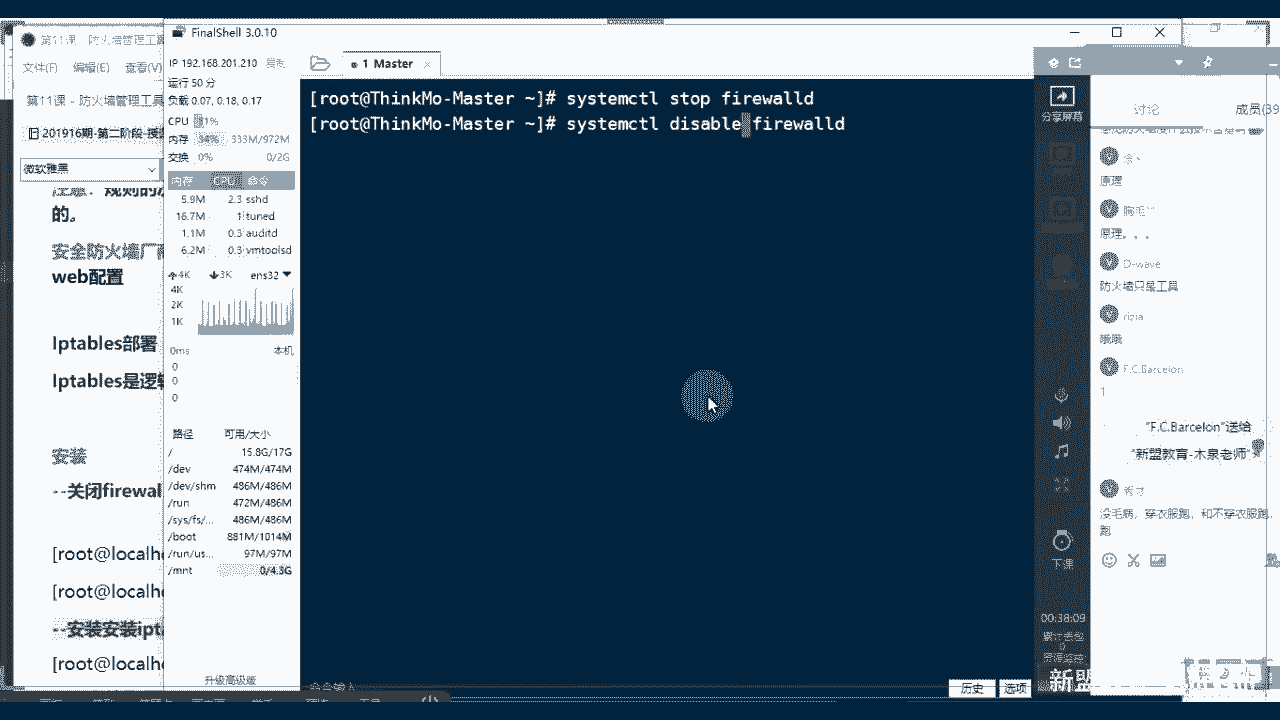 第11课 - 防火墙管理工具
文件(F) 编辑(E) 查看(V)
第11课 - 防火墙管理工具
201916期-第二阶段-授课
微软雅黑
的。
安全防火墙厂商
web配置
Iptables部署
Iptables是逻辑
安装
--关闭firewal
[root@localh
[root@localh
--安装安装ipt
[root@localh
FinalShell 3.0.10
IP 192.168.201.210 复制
运行 50 分
负载 0.07, 0.18, 0.17
CPU 1%
内存 34% 333M/972M
交换 0% 0/2G
内存 CPU 命令
5.9M 2.3 sshd
16.7M 1 tuned
1.1M 0.3 auditd
6.2M 0.3 vmtoolsd
4K 3K ens32
4K
2K
1K
0ms 本机
0
0
0
路径 可用/大小
/ 15.8G/17G
/dev 474M/474M
/dev/shm 486M/486M
/run 472M/486M
/sys/fs/... 486M/486M
/boot 881M/1014M
/run/us... 97M/97M
/mnt 0/4.3G
升级高级版
1 Master
[root@ThinkMo-Master ~]# systemctl stop firewalld
[root@ThinkMo-Master ~]# systemctl disable firewalld
历史 选项
分享屏幕
下课
00:38:09
讨论 成员(39
原理
原理。。。
D-wave
防火墙只是工具
rizia
哦哦
F.C.Barcelon
1
"F.C.Barcelon"送给
"新盟教育-木泉老师"
没毛病，穿衣服跑，和不穿衣服跑
新盟